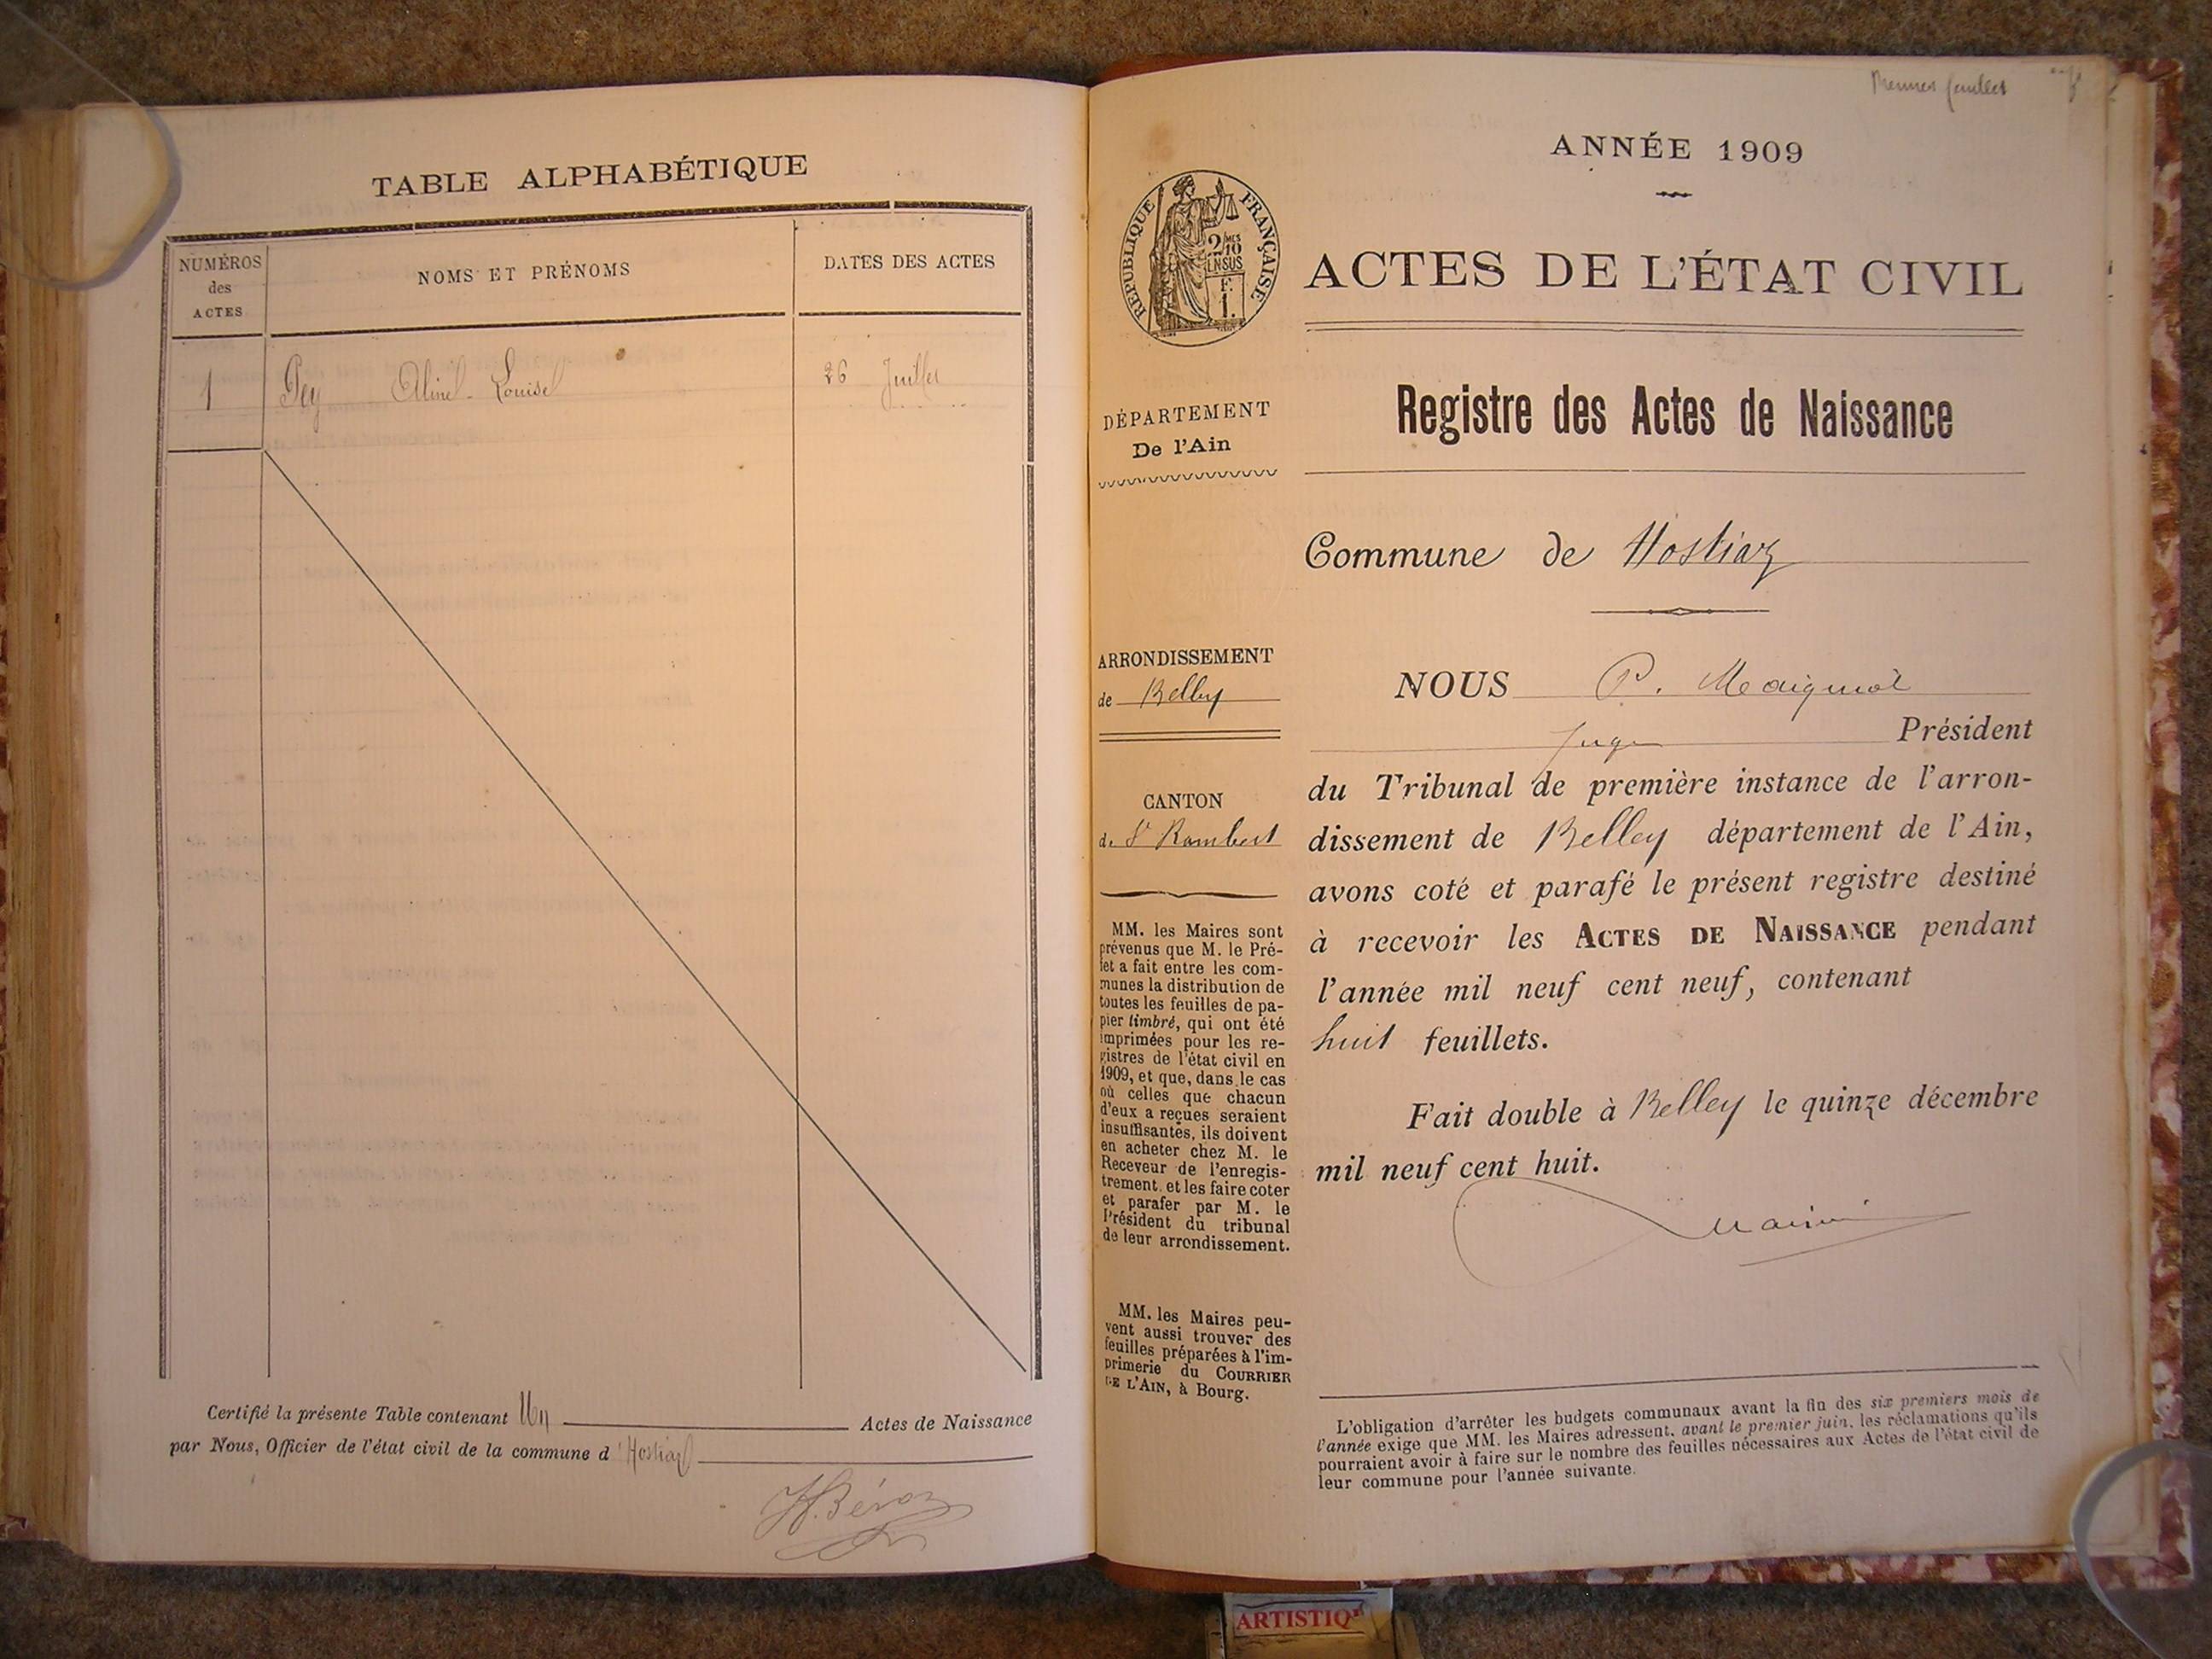 TABLE ALPHABÉTIQUE
NUMÉROS
des
ACTES
NOMS ET PRÉNOMS
DATES DES ACTES
1 Pey Aline Louise 26 Juillet
Certifié la présente Table contenant Un Actes de Naissance
par Nous, Officier de l'état civil de la commune d Hostiaz
H. Béroz
ANNÉE 1909
ACTES DE L'ÉTAT CIVIL
RÉPUBLIQUE FRANÇAISE
2/MES
10
EN SUS
F.
1.
DÉPARTEMENT
De l'Ain
ARRONDISSEMENT
de Belley
CANTON
de St Rambert
MM. les Maires sont
prévenus que M. le Pré-
fet a fait entre les com-
munes la distribution de
toutes les feuilles de pa-
pier timbré, qui ont été
imprimées pour les re-
gistres de l'état civil en
1909, et que, dans le cas
où celles que chacun
d'eux a reçues seraient
insuffisantes, ils doivent
en acheter chez M. le
Receveur de l'enregis-
trement, et les faire coter
et parafer par M. le
Président du tribunal
de leur arrondissement.
MM. les Maires peu-
vent aussi trouver des
feuilles préparées à l'im-
primerie du COURRIER
DE L'AIN, à Bourg.
Registre des Actes de Naissance
Commune de Hostiaz
NOUS P.
Juge Président
du Tribunal de première instance de l'arron-
dissement de Belley département de l'Ain,
avons coté et parafé le présent registre destiné
à recevoir les ACTES DE NAISSANCE pendant
l'année mil neuf cent neuf, contenant
huit feuillets.
Fait double à Belley le quinze décembre
mil neuf cent huit.
L'obligation d'arrêter les budgets communaux avant la fin des six premiers mois de
l'année exige que MM. les Maires adressent, avant le premier juin, les réclamations qu'ils
pourraient avoir à faire sur le nombre des feuilles nécessaires aux Actes de l'état civil de
leur commune pour l'année suivante.
ARTISTIQ